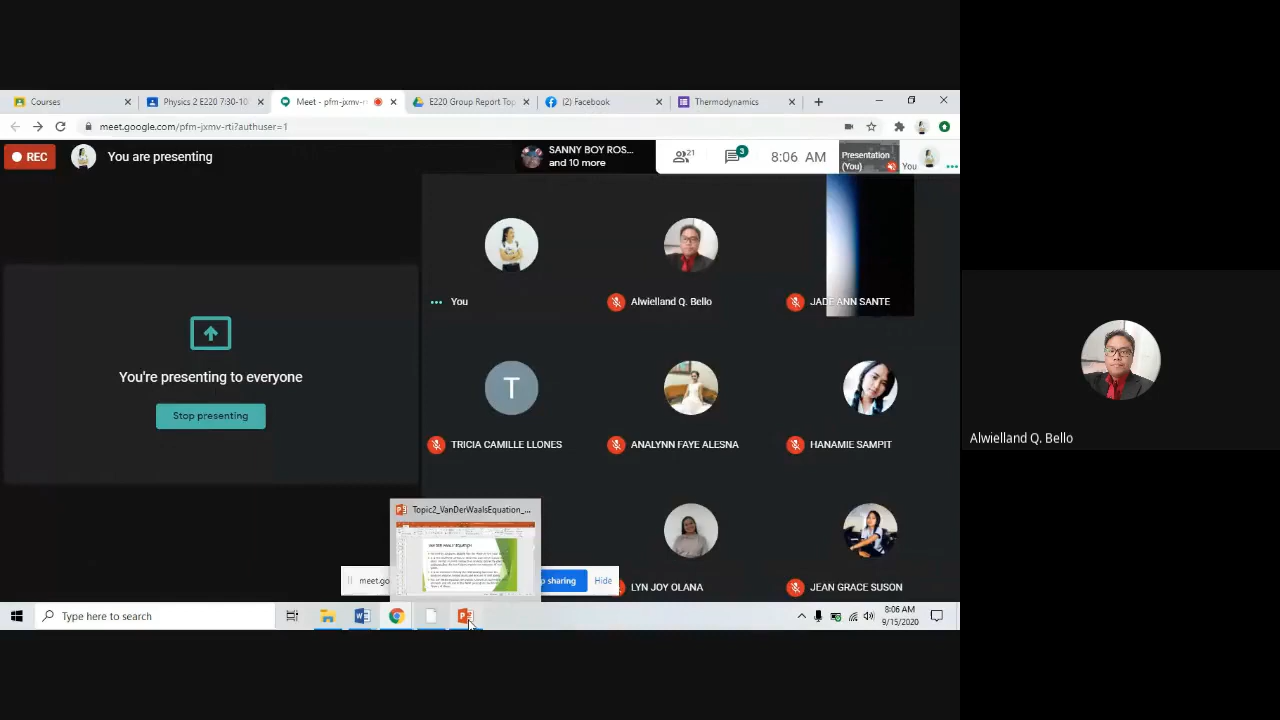 Courses
Physics 2 E220 7:30-10
Meet - pfm-jxmv-r
E220 Group Report Top
(2) Facebook
Thermodynamics
meet.google.com/pfm-jxmv-rti?authuser=1
REC
You are presenting
SANNY BOY ROS...
and 10 more
21
3
8:06 AM
Presentation
(You)
You
You
Alwielland Q. Bello
JADE ANN SANTE
You're presenting to everyone
Stop presenting
T
TRICIA CAMILLE LLONES
ANALYNN FAYE ALESNA
HANAMIE SAMPIT
Alwielland Q. Bello
Topic2_VanDerWaalsEquation_...
meet.go
p sharing
Hide
LYN JOY OLANA
JEAN GRACE SUSON
Type here to search
8:06 AM
9/15/2020